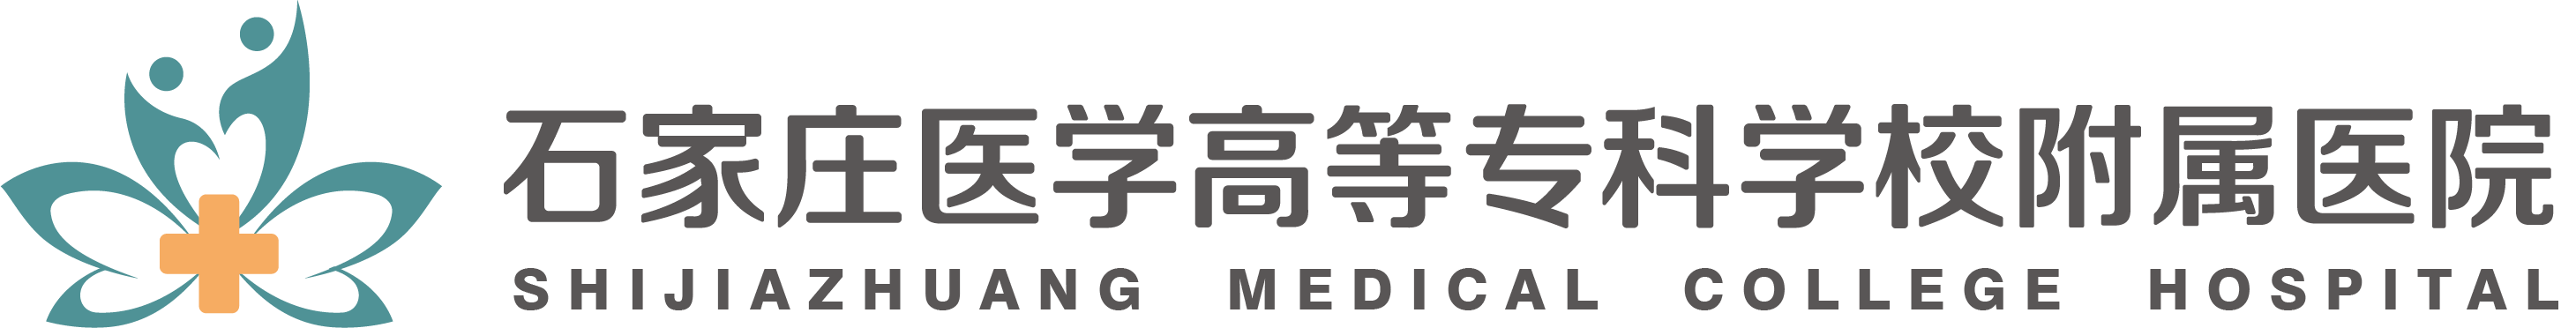 石家庄医学高等专科学校附属医院
SHIJIAZHUANG MEDICAL COLLEGE HOSPITAL